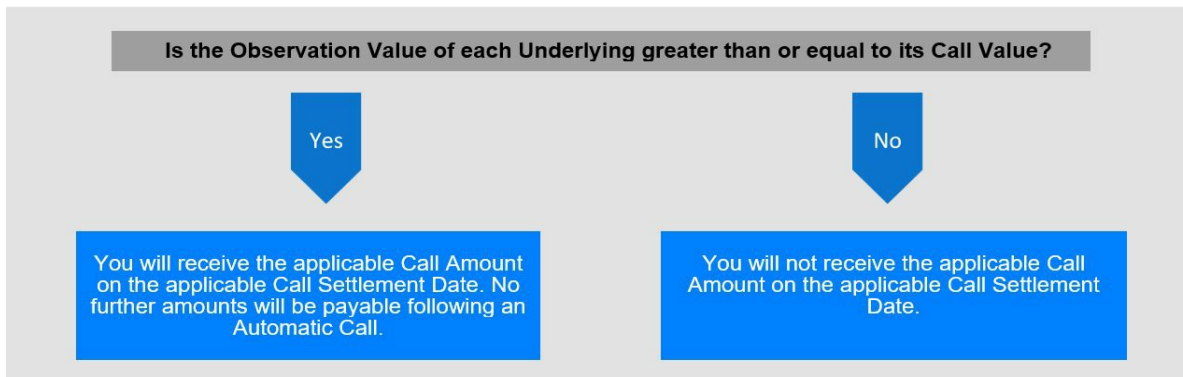 Is the Observation Value of each Underlying greater than or equal to its Call Value?
Yes
No
You will receive the applicable Call Amount
on the applicable Call Settlement Date. No
further amounts will be payable following an
Automatic Call.
You will not receive the applicable Call
Amount on the applicable Call Settlement
Date.